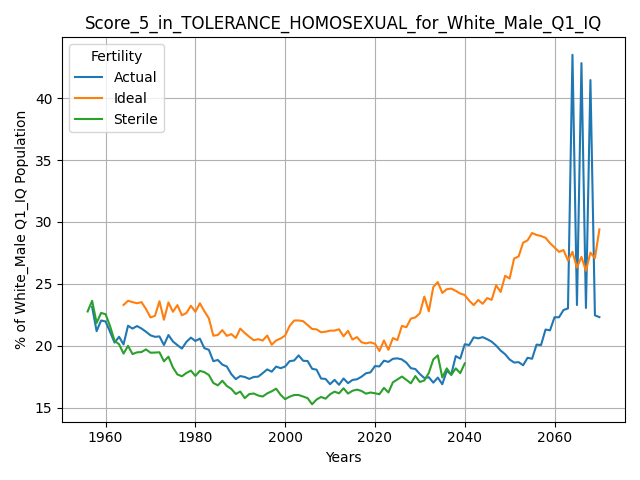 Score_5_in_TOLERANCE_HOMOSEXUAL_for_White_Male_Q1_IQ
Fertility
Actual
Ideal
Sterile
% of White_Male Q1_IQ Population
40
35
30
25
20
15
1960
1980
2000
2020
2040
2060
Years